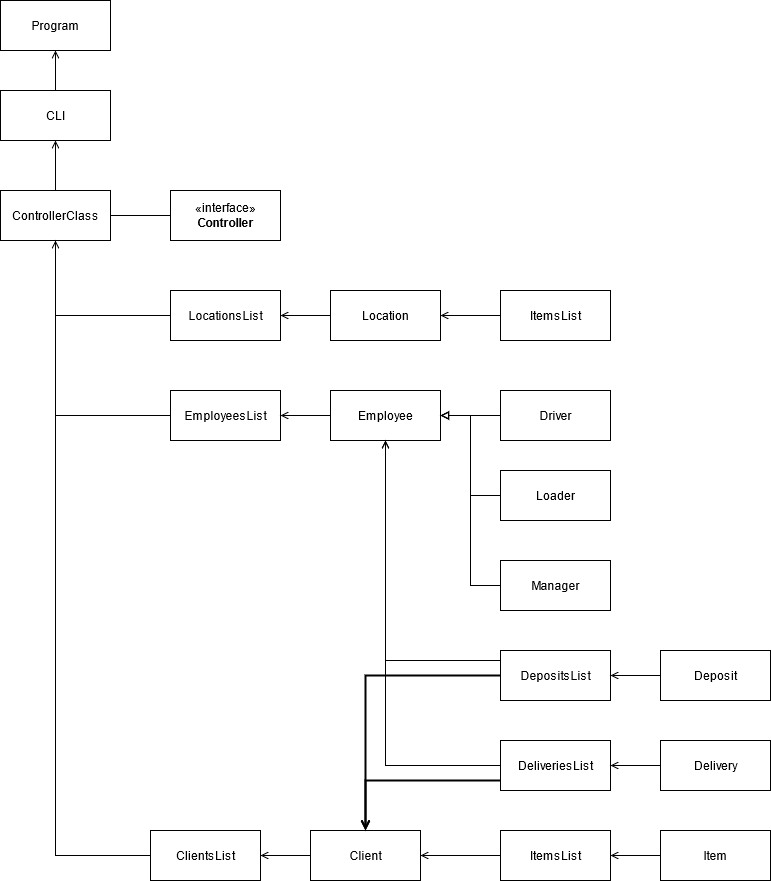 Program
CLI
ControllerClass
«interface»
Controller
LocationsList
Location
ItemsList
EmployeesList
Employee
Driver
Loader
Manager
DepositsList
Deposit
DeliveriesList
Delivery
ClientsList
Client
ItemsList
Item